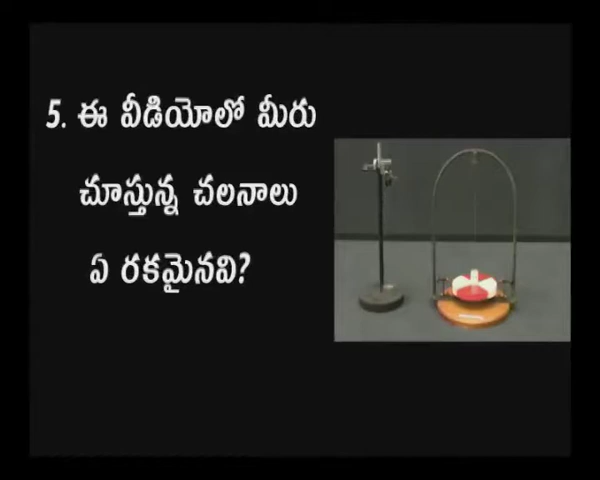 5. ఈ వీడియోలో మీరు
చూస్తున్న చలనాలు
ఏ రకమైనవి?